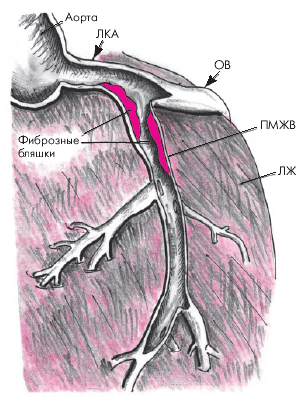 Аорта
ЛКА
ОВ
ПМЖВ
Фиброзные
бляшки
ЛЖ